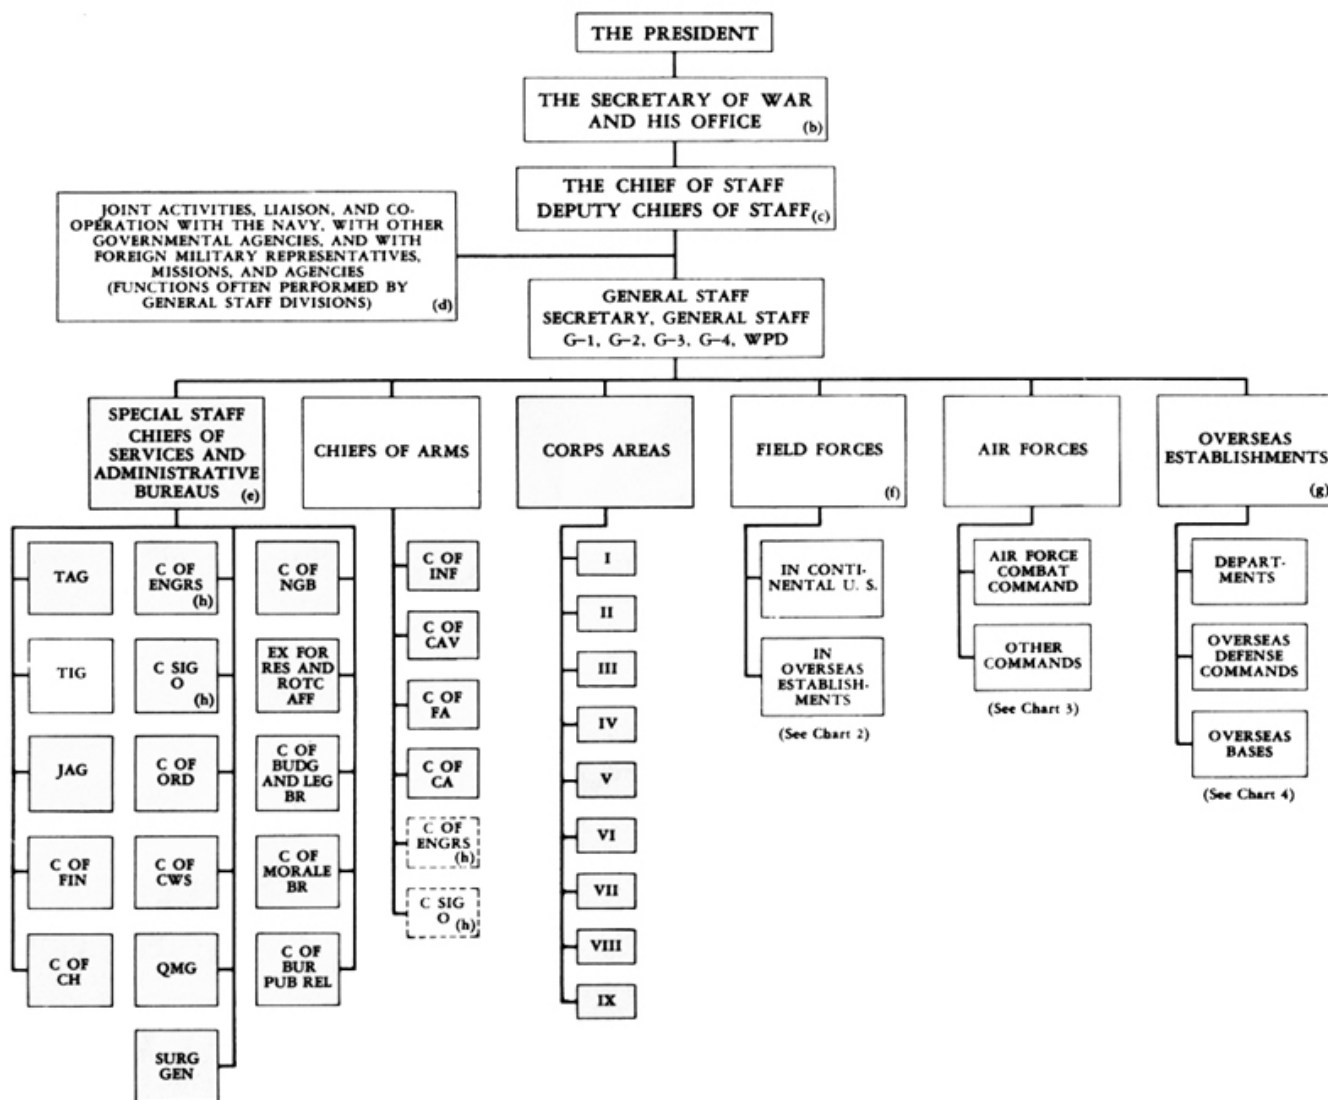 THE PRESIDENT
THE SECRETARY OF WAR
AND HIS OFFICE
(b)
THE CHIEF OF STAFF
DEPUTY CHIEFS OF STAFF
(c)
JOINT ACTIVITIES, LIAISON, AND CO-
OPERATION WITH THE NAVY, WITH OTHER
GOVERNMENTAL AGENCIES, AND WITH
FOREIGN MILITARY REPRESENTATIVES,
MISSIONS, AND AGENCIES
(FUNCTIONS OFTEN PERFORMED BY
GENERAL STAFF DIVISIONS)
(d)
GENERAL STAFF
SECRETARY, GENERAL STAFF
G-1, G-2, G-3, G-4, WPD
SPECIAL STAFF
CHIEFS OF
SERVICES AND
ADMINISTRATIVE
BUREAUS
(e)
CHIEFS OF ARMS
CORPS AREAS
FIELD FORCES
(f)
AIR FORCES
OVERSEAS
ESTABLISHMENTS
(g)
TAG
TIG
JAG
C OF
FIN
C OF
CH
C OF
ENGRS
(h)
C SIG
O
(h)
C OF
ORD
C OF
CWS
QMG
SURG
GEN
C OF
NGB
EX FOR
RES AND
ROTC
AFF
C OF
BUDG
AND LEG
BR
C OF
MORALE
BR
C OF
BUR
PUB REL
C OF
INF
C OF
CAV
C OF
FA
C OF
CA
C OF
ENGRS
(h)
C SIG
O
(h)
I
II
III
IV
V
VI
VII
VIII
IX
IN CONTI-
NENTAL U. S.
IN
OVERSEAS
ESTABLISH-
MENTS
(See Chart 2)
AIR FORCE
COMBAT
COMMAND
OTHER
COMMANDS
(See Chart 3)
DEPART-
MENTS
OVERSEAS
DEFENSE
COMMANDS
OVERSEAS
BASES
(See Chart 4)